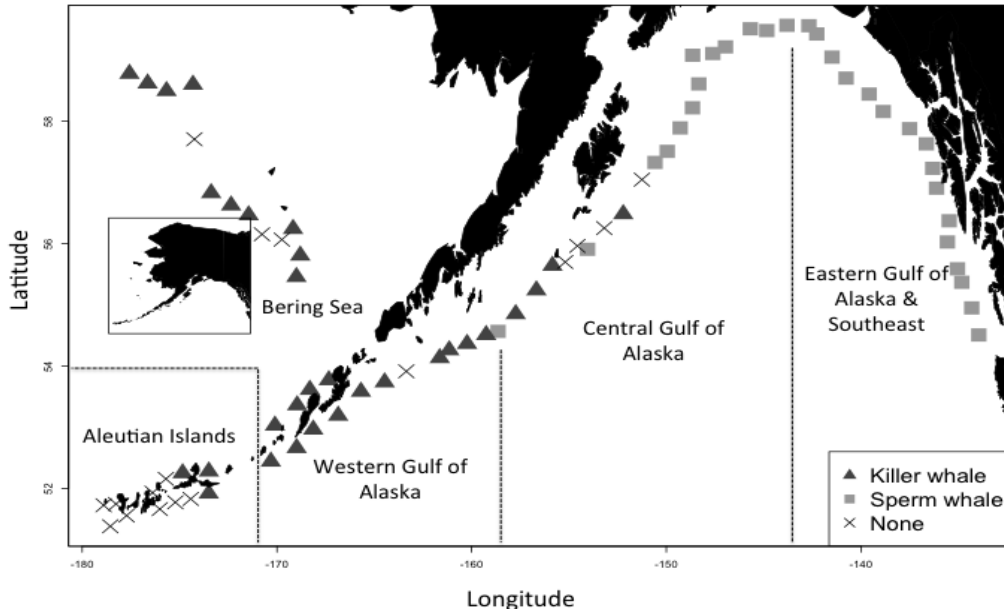 58
56
54
52
Latitude
Bering Sea
Aleutian Islands
Western Gulf of
Alaska
Central Gulf of
Alaska
Eastern Gulf of
Alaska &
Southeast
Killer whale
Sperm whale
None
-180
-170
-160
-150
-140
Longitude